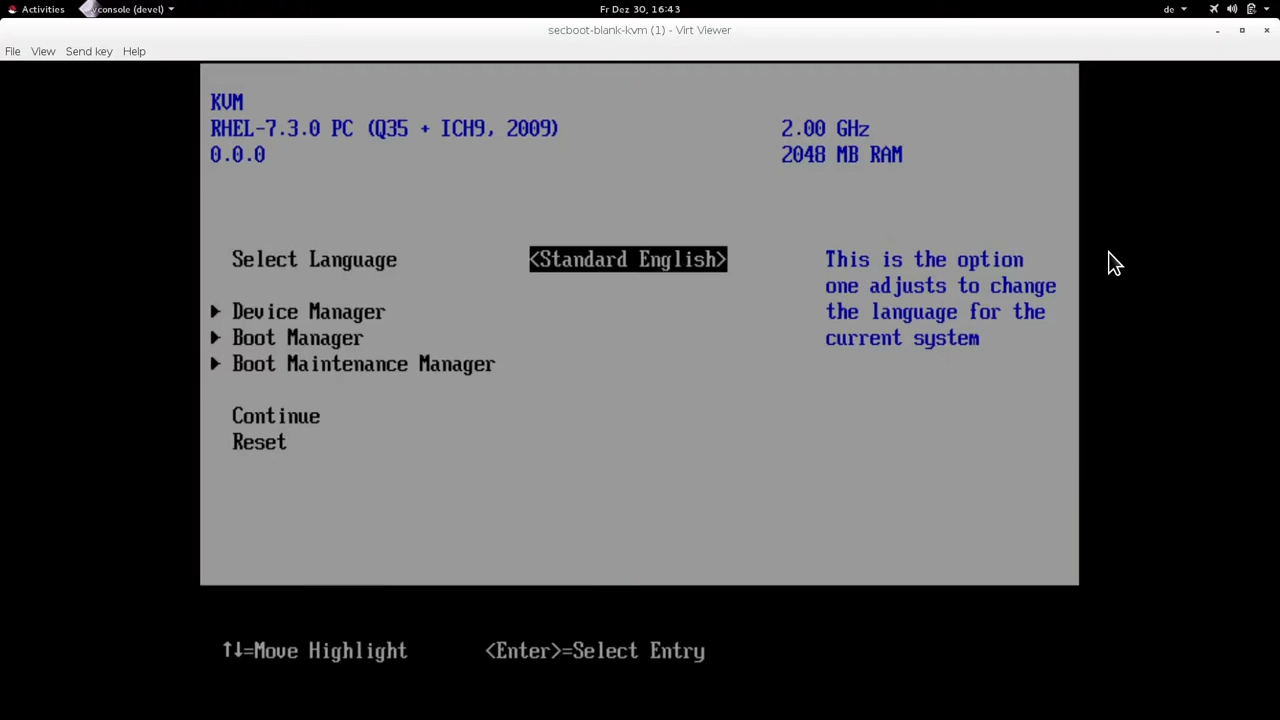 Activities
console (devel)
Fr Dez 30, 16:43
de
secboot-blank-kvm (1) - Virt Viewer
File View Send key Help
KVM
RHEL-7.3.0 PC (Q35 + ICH9, 2009) 2.00 GHz
0.0.0 2048 MB RAM
Select Language <Standard English>
This is the option
one adjusts to change
the language for the
current system
Device Manager
Boot Manager
Boot Maintenance Manager
Continue
Reset
↑↓=Move Highlight <Enter>=Select Entry